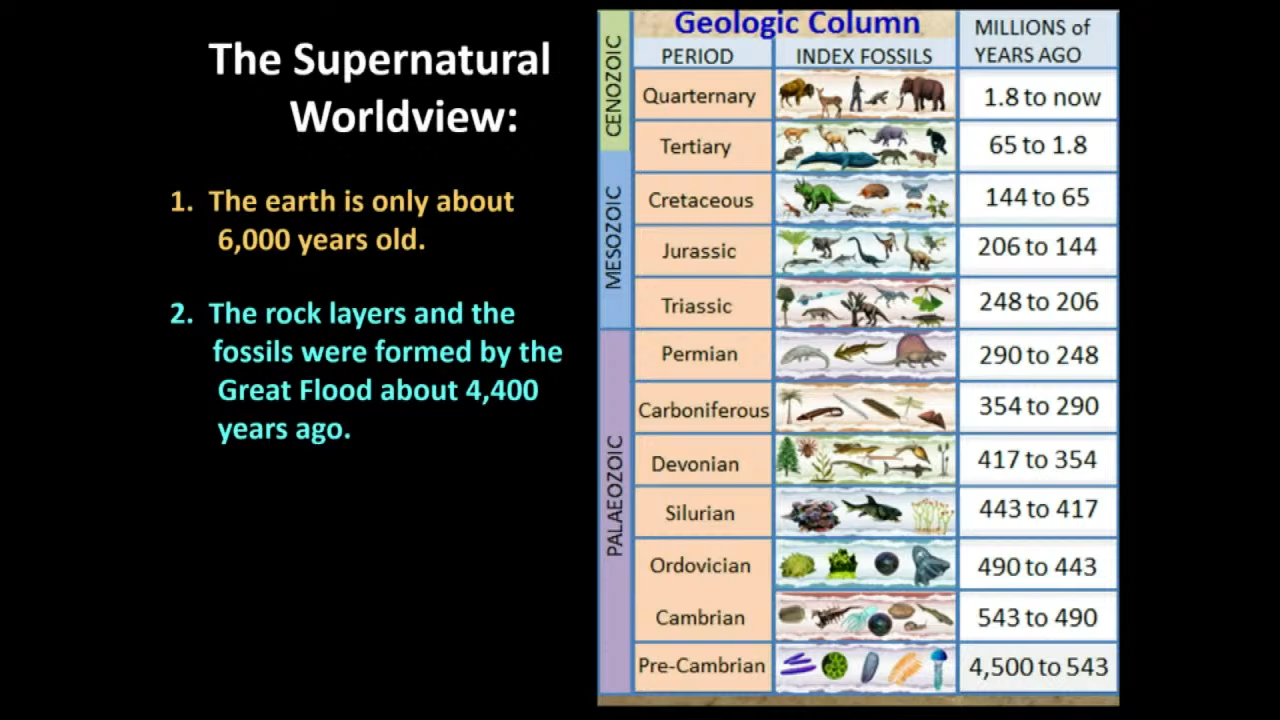 The Supernatural
Worldview:
1. The earth is only about
6,000 years old.
2. The rock layers and the
fossils were formed by the
Great Flood about 4,400
years ago.
Geologic Column
PERIOD
INDEX FOSSILS
MILLIONS of
YEARS AGO
CENOZOIC
Quarternary
1.8 to now
Tertiary
65 to 1.8
MESOZOIC
Cretaceous
144 to 65
Jurassic
206 to 144
Triassic
248 to 206
PALAEOZOIC
Permian
290 to 248
Carboniferous
354 to 290
Devonian
417 to 354
Silurian
443 to 417
Ordovician
490 to 443
Cambrian
543 to 490
Pre-Cambrian
4,500 to 543